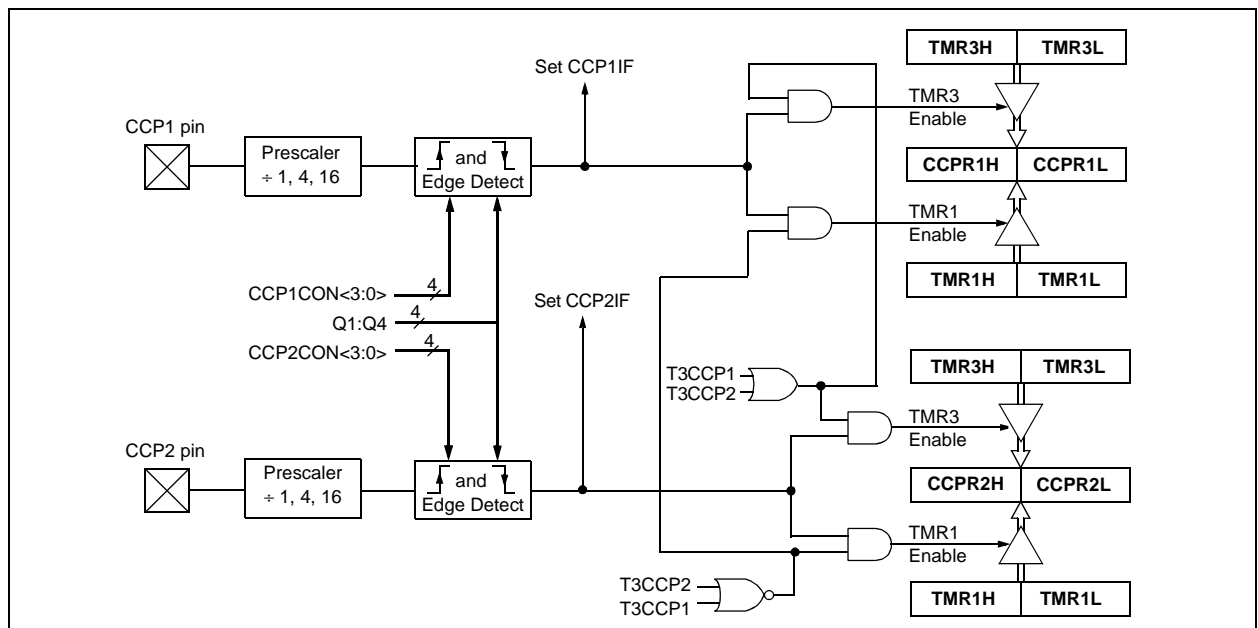 TMR3H TMR3L
Set CCP1IF
TMR3
Enable
CCP1 pin
Prescaler
÷ 1, 4, 16
and
Edge Detect
CCPR1H CCPR1L
TMR1
Enable
TMR1H TMR1L
CCP1CON<3:0> 4
Q1:Q4 4
CCP2CON<3:0> 4
Set CCP2IF
TMR3H TMR3L
T3CCP1
T3CCP2
TMR3
Enable
CCP2 pin
Prescaler
÷ 1, 4, 16
and
Edge Detect
CCPR2H CCPR2L
TMR1
Enable
T3CCP2
T3CCP1
TMR1H TMR1L